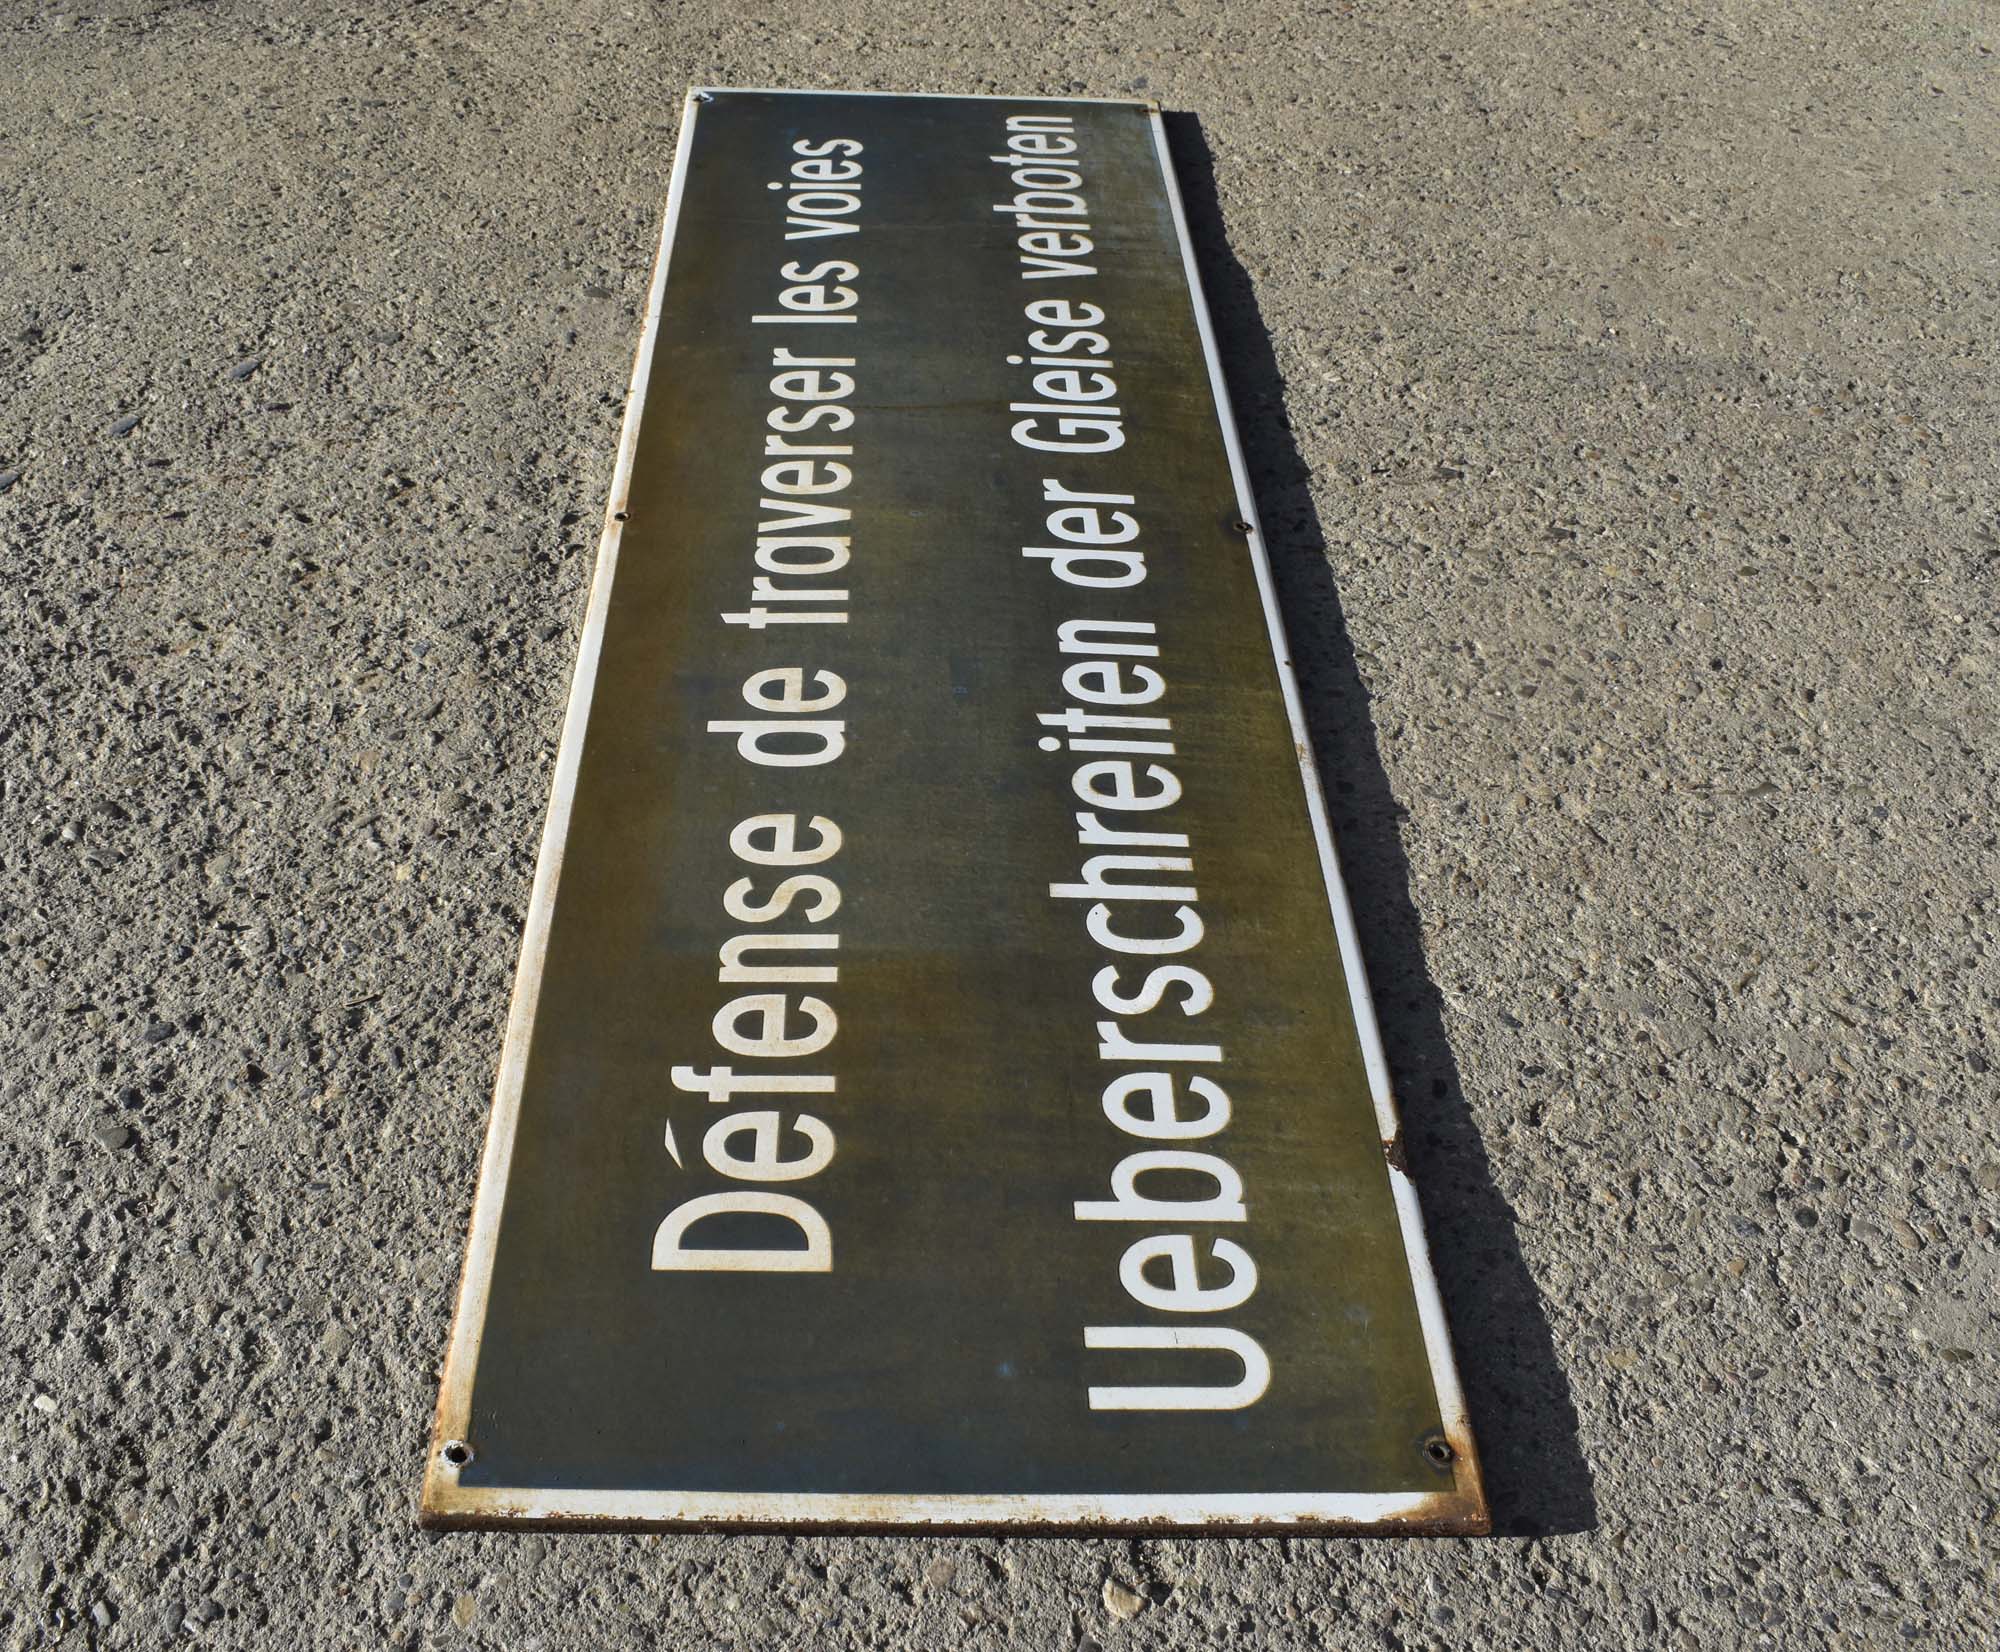 Défense de traverser les voies
Ueberschreiten der Gleise verboten